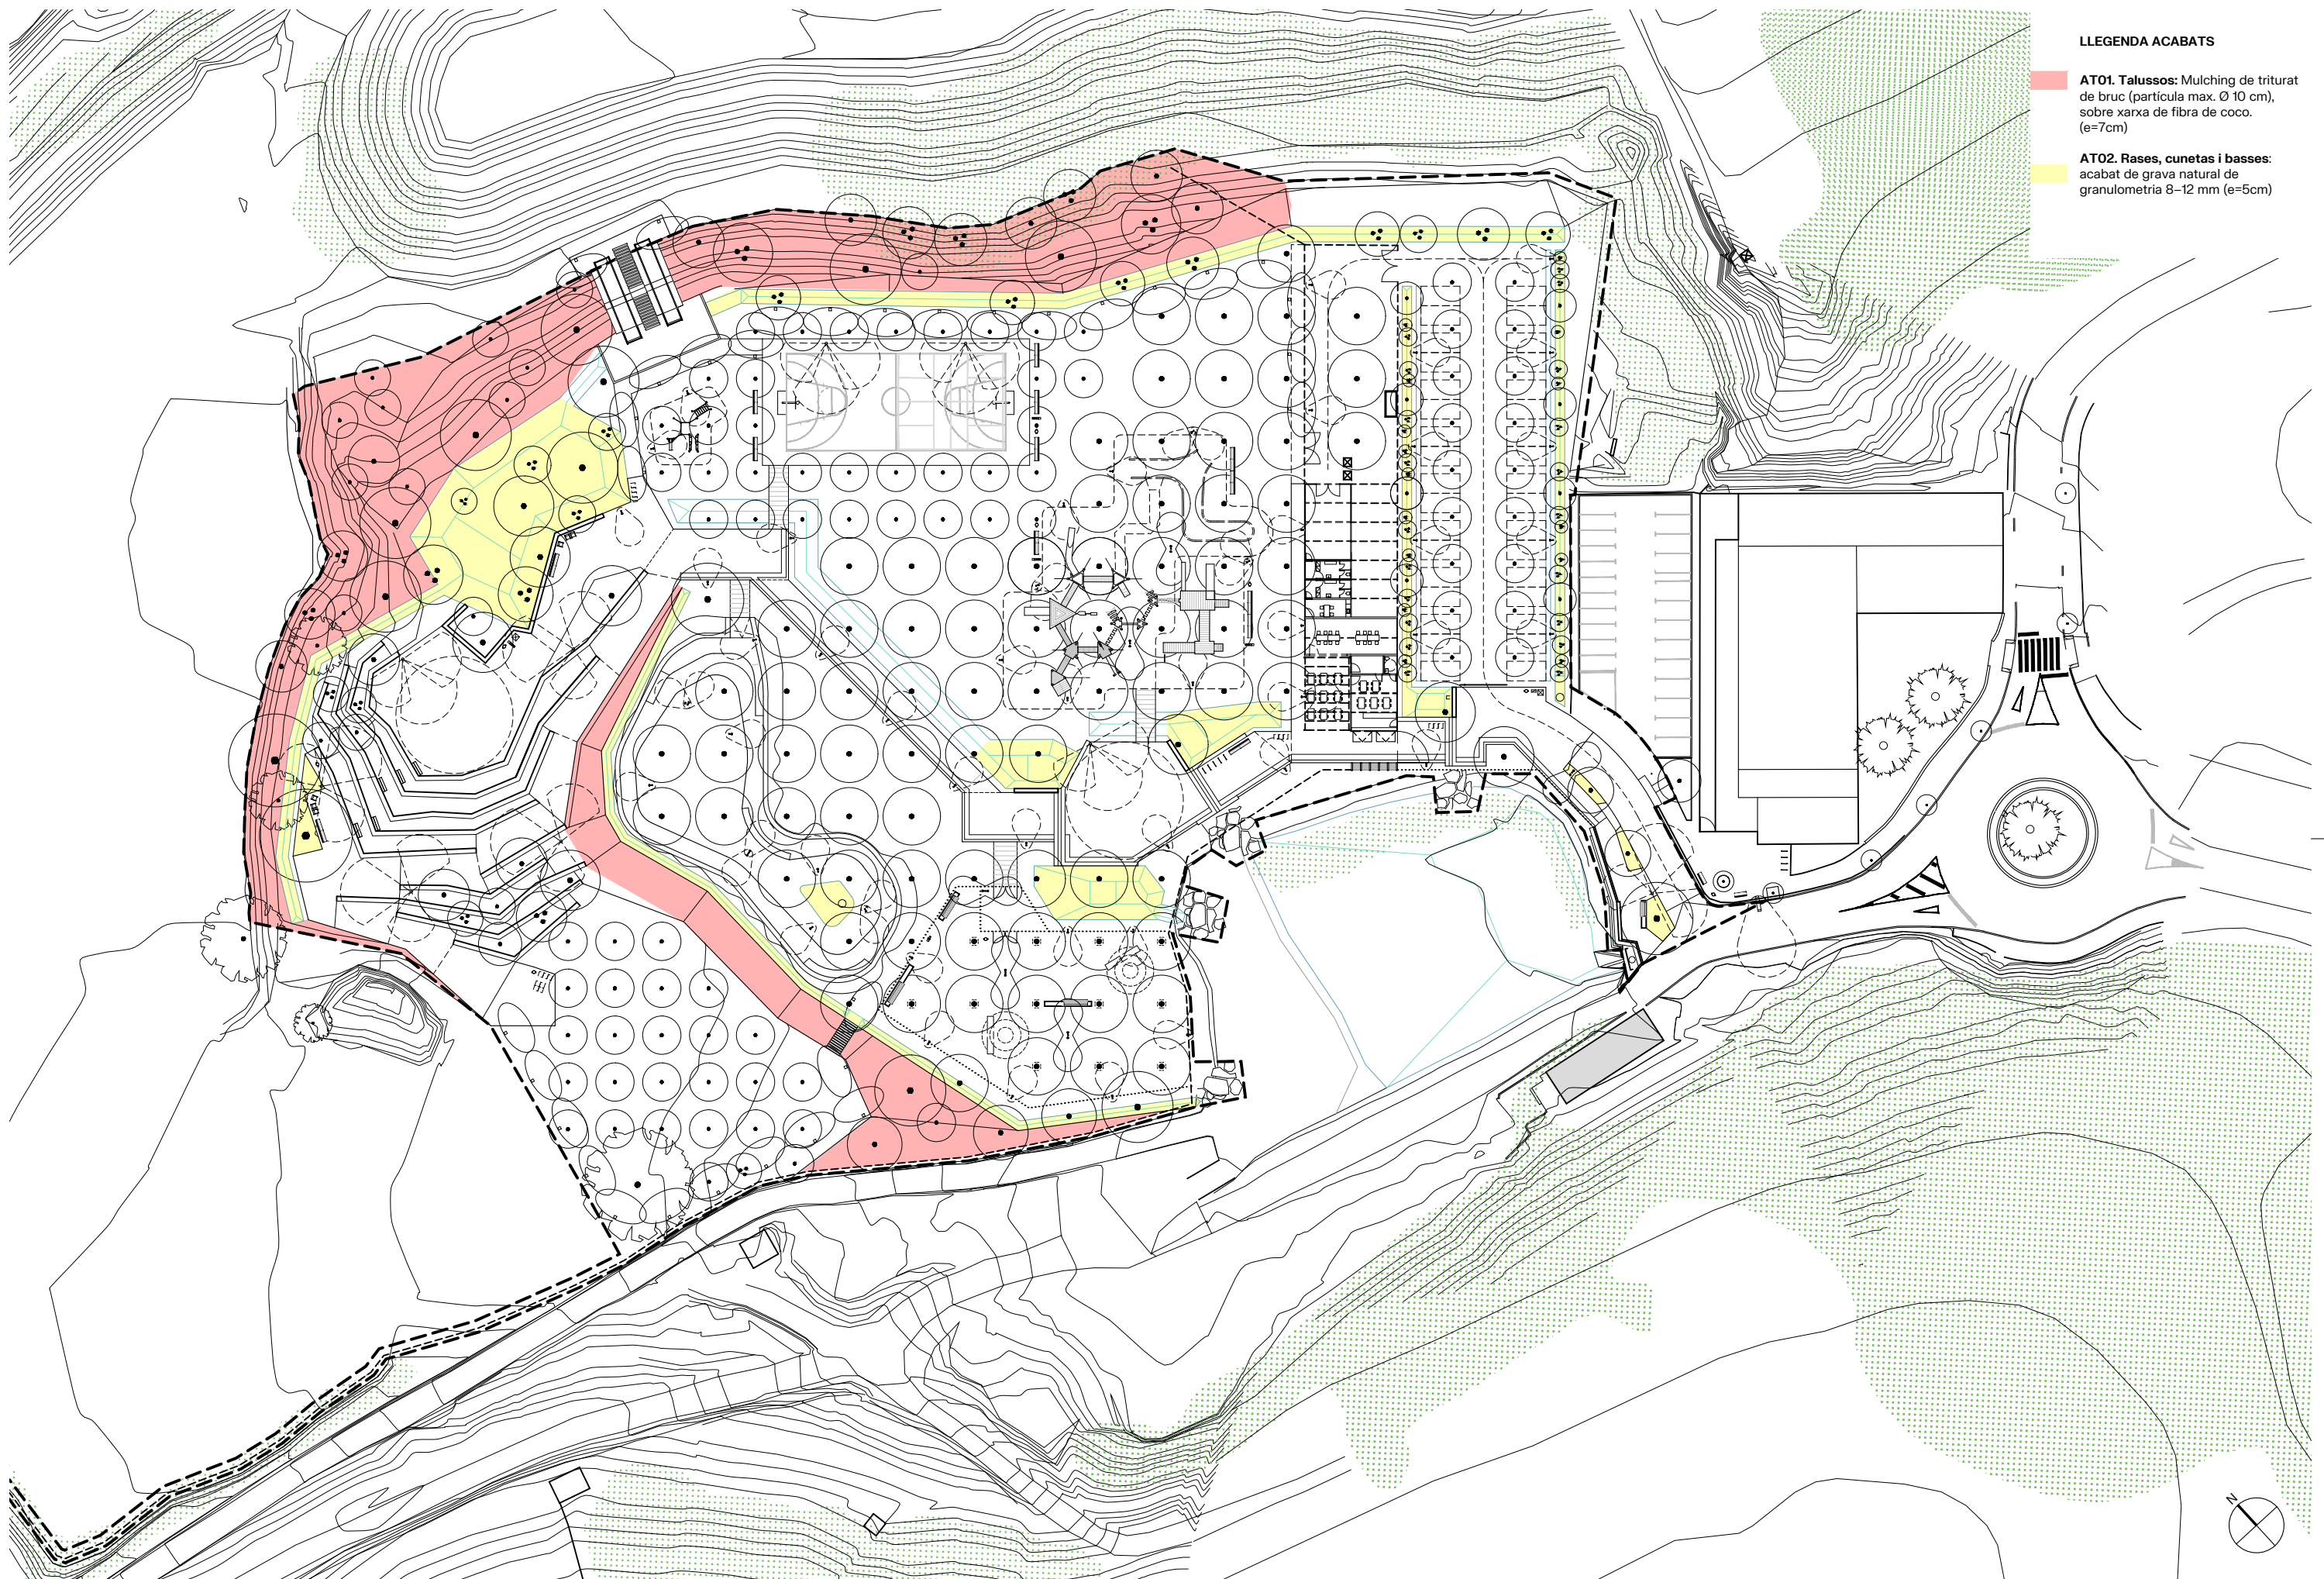 LLEGENDA ACABATS
AT01. Talussos: Mulching de triturat
de bruc (partícula max. Ø 10 cm),
sobre xarxa de fibra de coco.
(e=7cm)
AT02. Rases, cunetas i basses:
acabat de grava natural de
granulometria 8–12 mm (e=5cm)
N